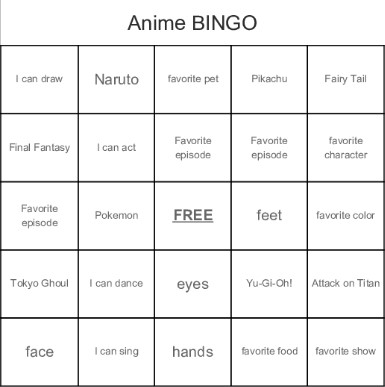 Anime BINGO
I can draw
Naruto
favorite pet
Pikachu
Fairy Tail
Final Fantasy
I can act
Favorite
episode
Favorite
episode
favorite
character
Favorite
episode
Pokemon
FREE
feet
favorite color
Tokyo Ghoul
I can dance
eyes
Yu-Gi-Oh!
Attack on Titan
face
I can sing
hands
favorite food
favorite show